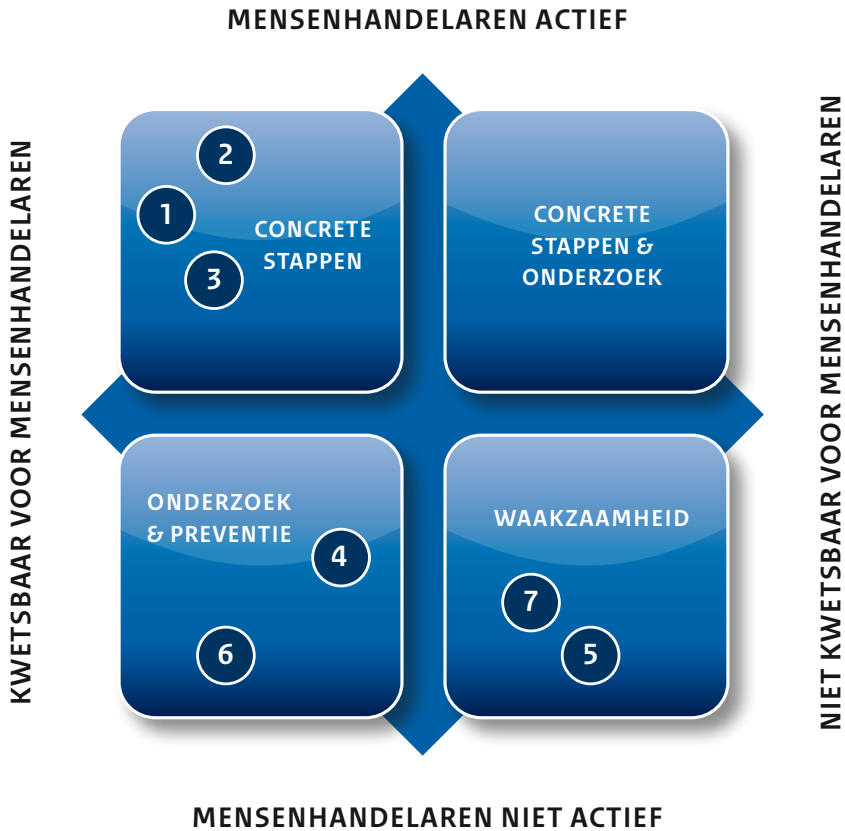 MENSENHANDELAREN ACTIEF
KWETSBAAR VOOR MENSENHANDELAREN
NIET KWETSBAAR VOOR MENSENHANDELAREN
2
1
3
CONCRETE
STAPPEN
CONCRETE
STAPPEN &
ONDERZOEK
ONDERZOEK
& PREVENTIE
4
6
WAAKZAAMHEID
7
5
MENSENHANDELAREN NIET ACTIEF